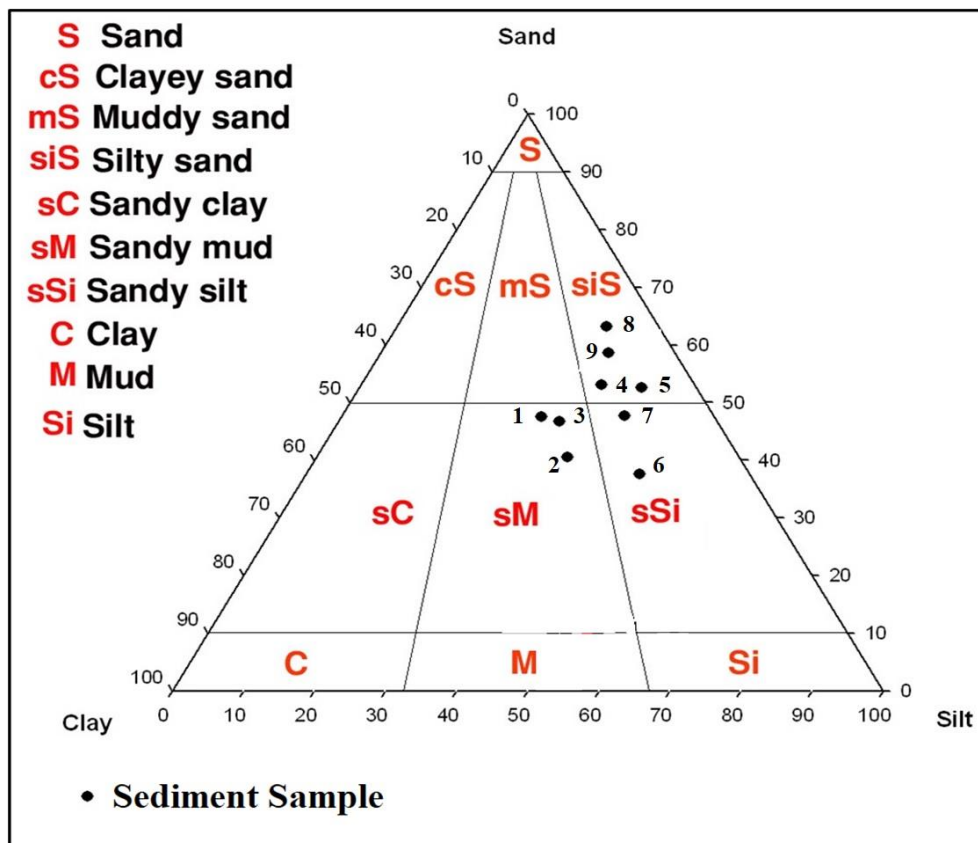 S Sand
cS Clayey sand
mS Muddy sand
siS Silty sand
sC Sandy clay
sM Sandy mud
sSi Sandy silt
C Clay
M Mud
Si Silt
Sand
0 100
S
10 90
20 80
30 cS mS siS 70
8
40 9 60
4 5
50 50
1 3 7
60 2 6 40
70 sC sM sSi 30
80 20
90 10
C M Si
100 0
Clay 0 10 20 30 40 50 60 70 80 90 100 Silt
Sediment Sample